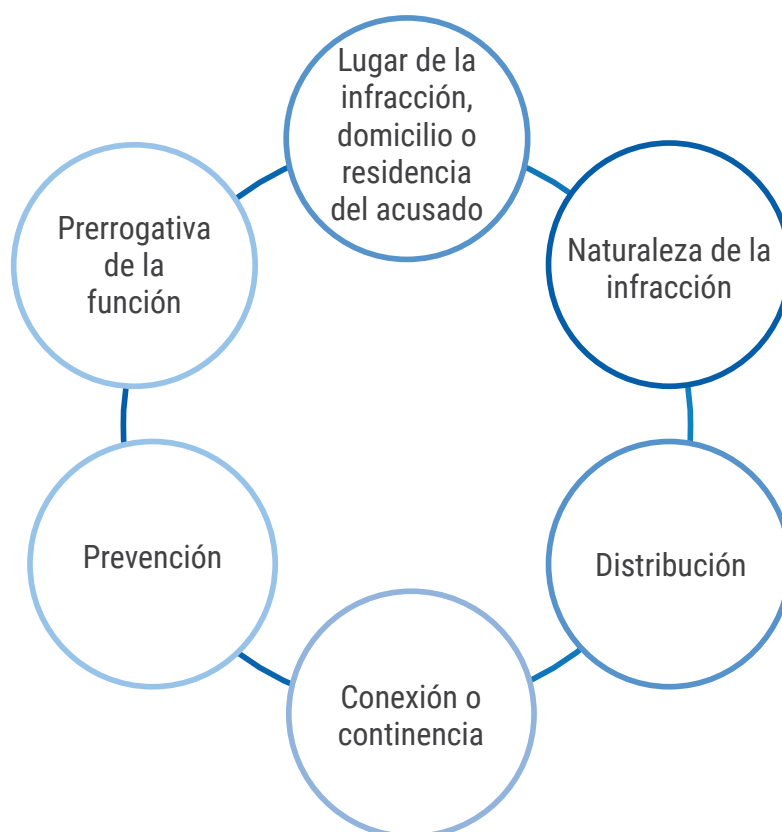 Lugar de la
infracción,
domicilio o
residencia
del acusado
Naturaleza de la
infracción
Distribución
Conexión o
continencia
Prevención
Prerrogativa
de la
función